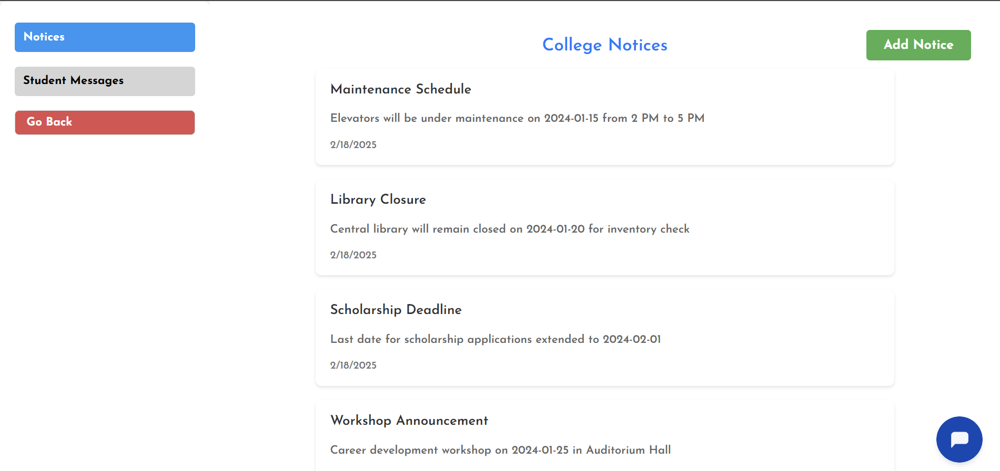 Notices
Student Messages
Go Back
College Notices
Add Notice
Maintenance Schedule
Elevators will be under maintenance on 2024-01-15 from 2 PM to 5 PM
2/18/2025
Library Closure
Central library will remain closed on 2024-01-20 for inventory check
2/18/2025
Scholarship Deadline
Last date for scholarship applications extended to 2024-02-01
2/18/2025
Workshop Announcement
Career development workshop on 2024-01-25 in Auditorium Hall